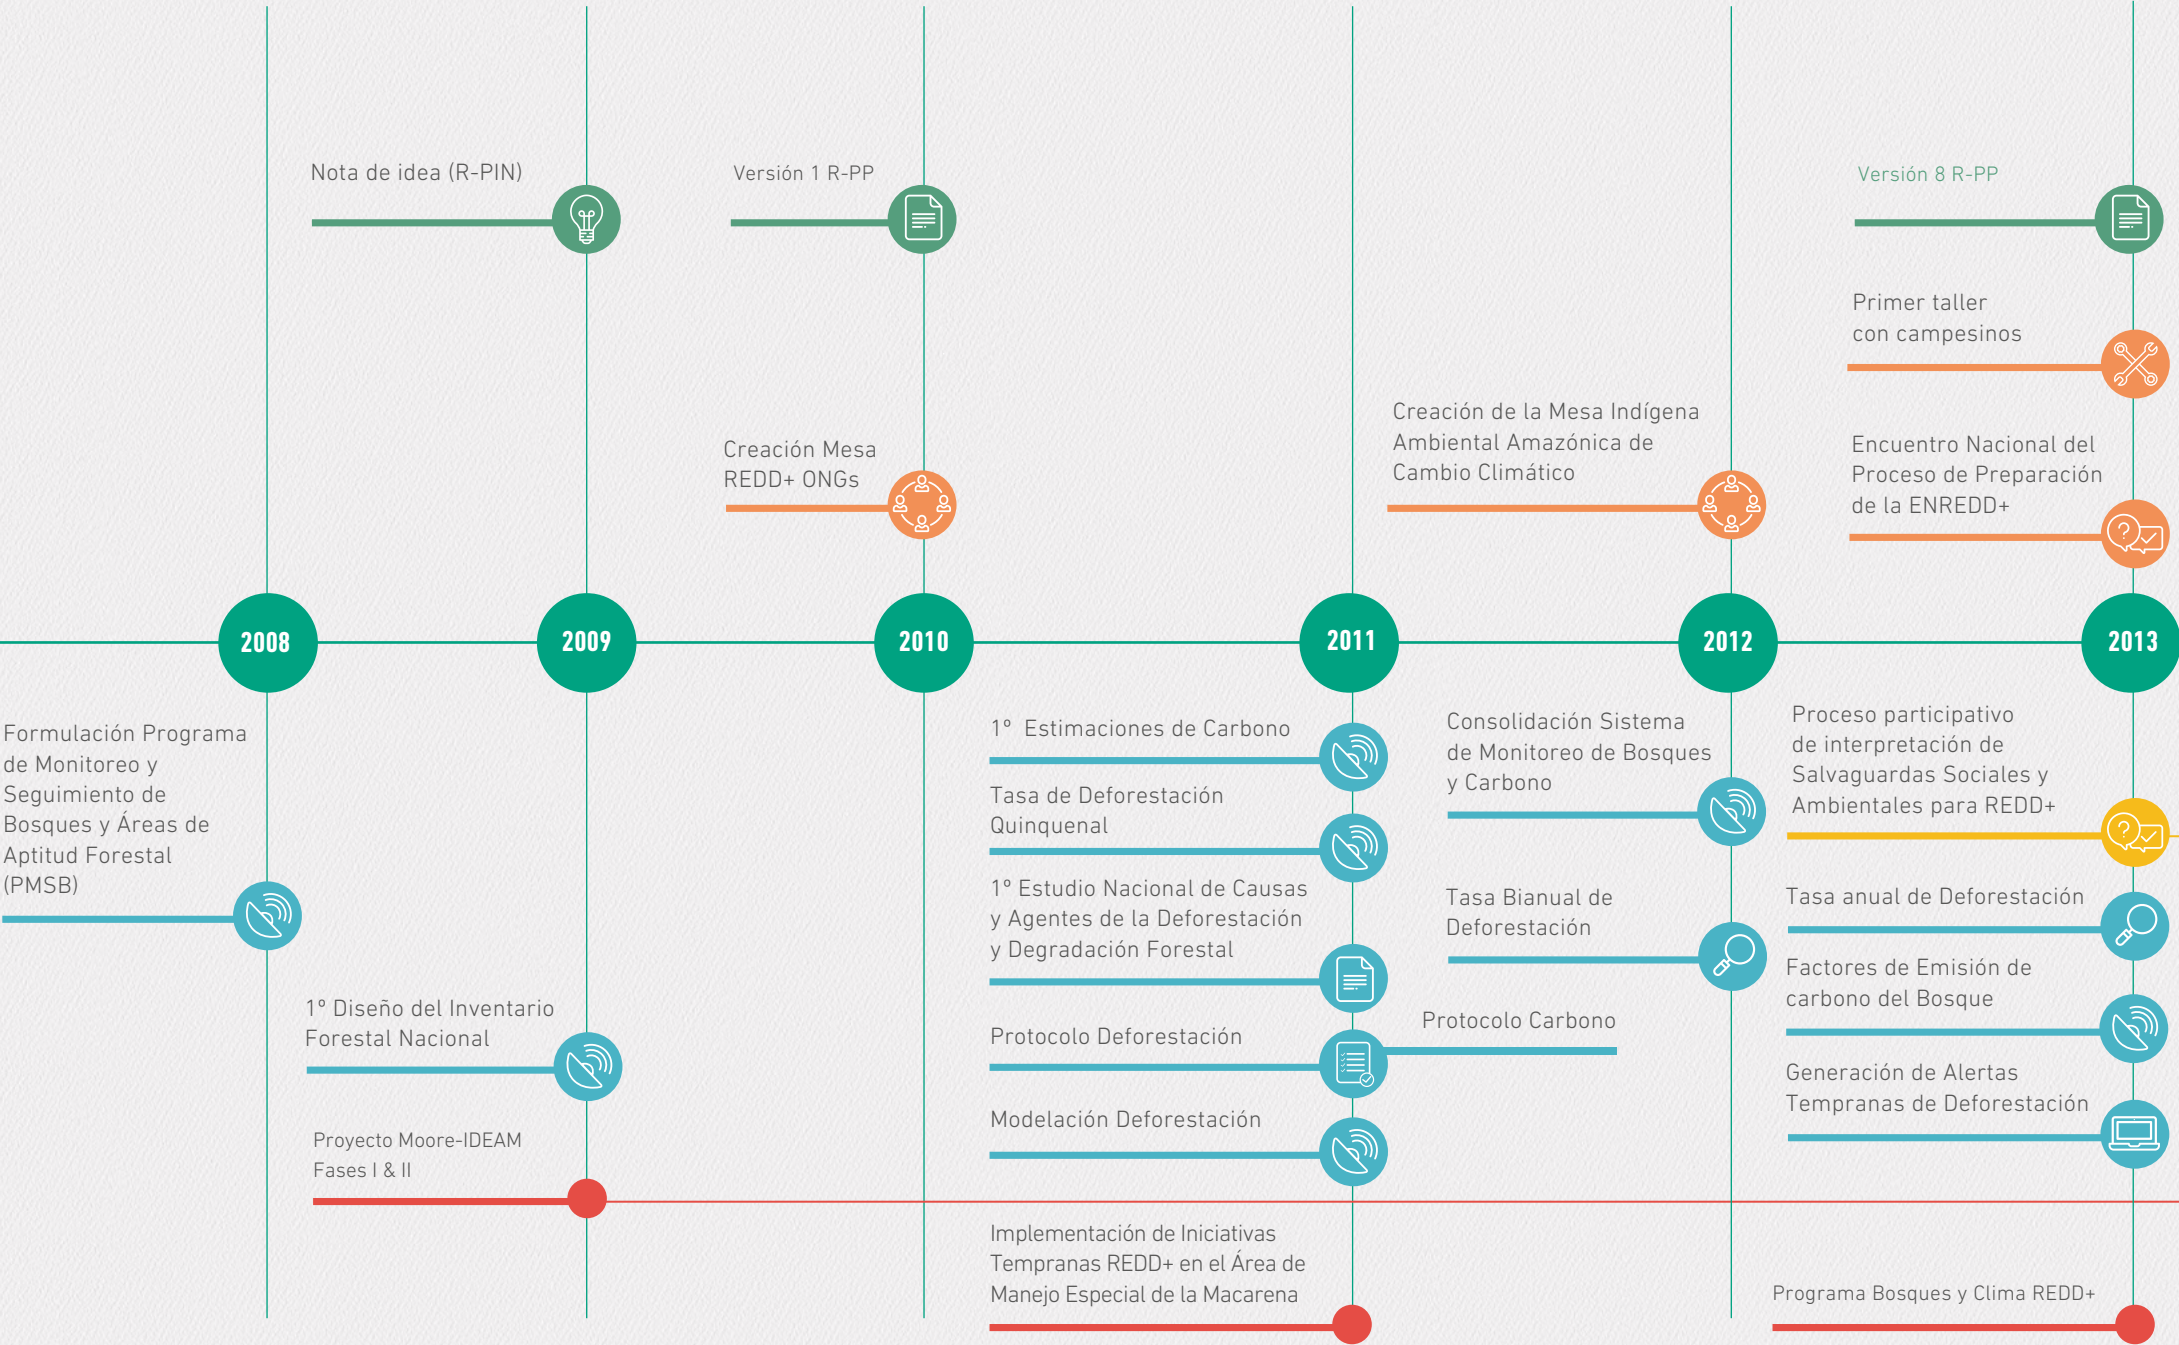 Nota de idea (R-PIN)
Versión 1 R-PP
Versión 8 R-PP
Primer taller
con campesinos
Creación Mesa
REDD+ ONGs
Creación de la Mesa Indígena
Ambiental Amazónica de
Cambio Climático
Encuentro Nacional del
Proceso de Preparación
de la ENREDD+
2008
2009
2010
2011
2012
2013
Formulación Programa
de Monitoreo y
Seguimiento de
Bosques y Áreas de
Aptitud Forestal
(PMSB)
1º Diseño del Inventario
Forestal Nacional
Proyecto Moore-IDEAM
Fases I & II
1º Estimaciones de Carbono
Tasa de Deforestación
Quinquenal
1º Estudio Nacional de Causas
y Agentes de la Deforestación
y Degradación Forestal
Protocolo Deforestación
Protocolo Carbono
Modelación Deforestación
Implementación de Iniciativas
Tempranas REDD+ en el Área de
Manejo Especial de la Macarena
Consolidación Sistema
de Monitoreo de Bosques
y Carbono
Tasa Bianual de
Deforestación
Proceso participativo
de interpretación de
Salvaguardas Sociales y
Ambientales para REDD+
Tasa anual de Deforestación
Factores de Emisión de
carbono del Bosque
Generación de Alertas
Tempranas de Deforestación
Programa Bosques y Clima REDD+